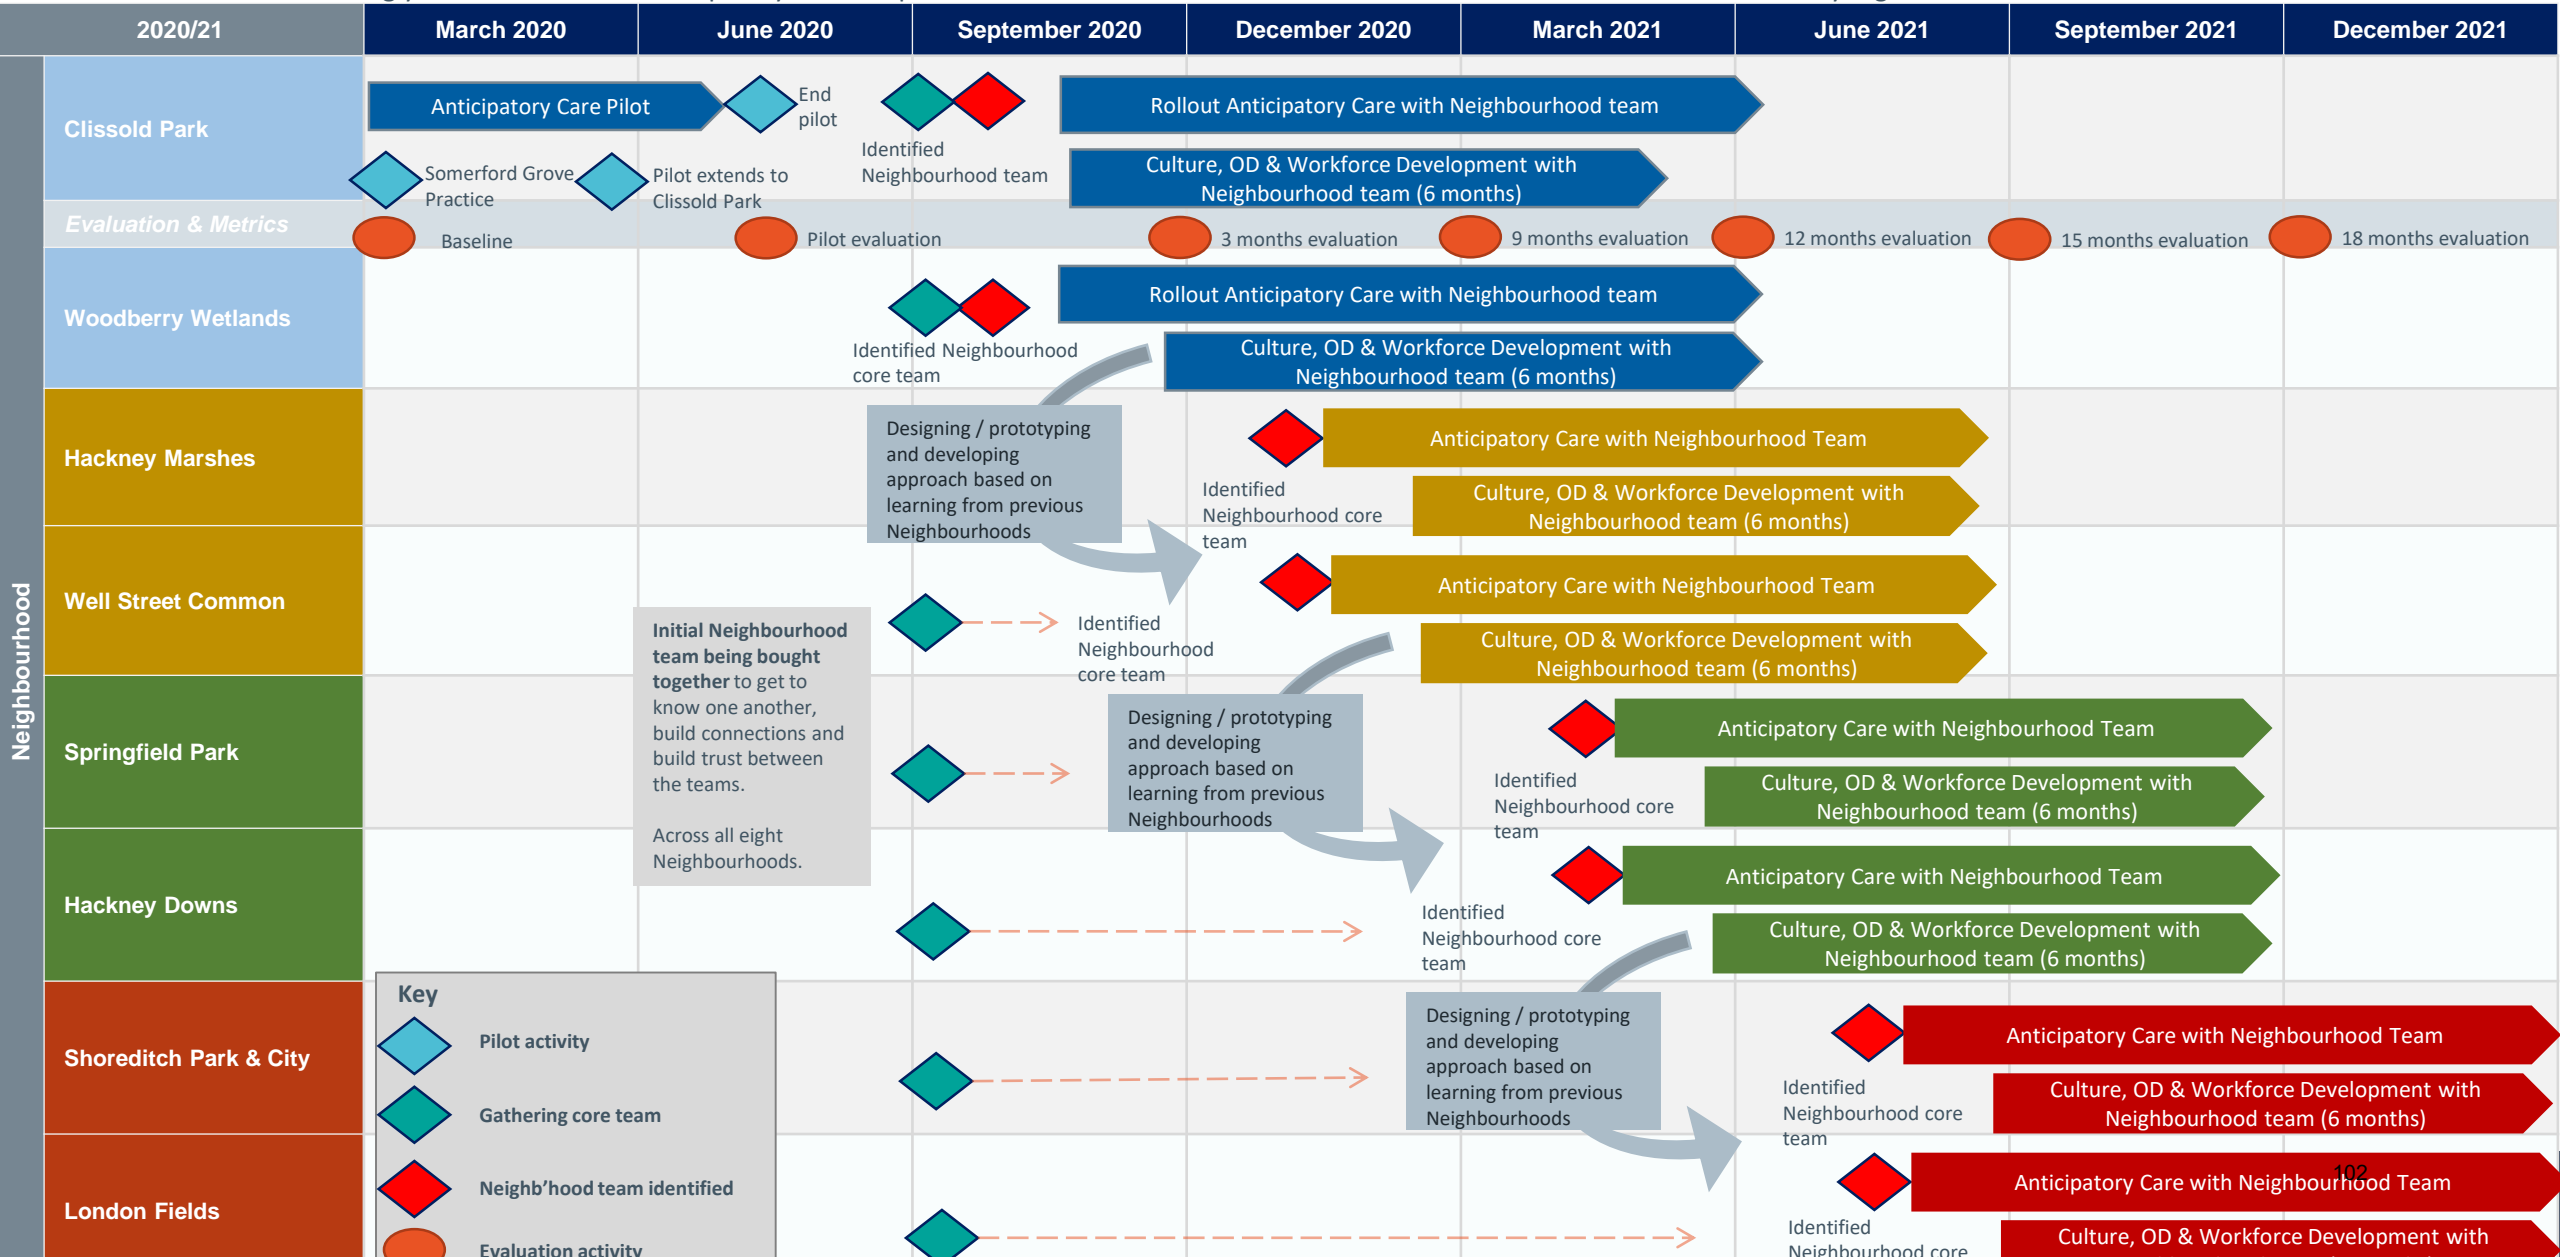 2020/21
March 2020
June 2020
September 2020
December 2020
March 2021
June 2021
September 2021
December 2021
Neighbourhood
Clissold Park
Anticipatory Care Pilot
End
pilot
Rollout Anticipatory Care with Neighbourhood team
Identified
Neighbourhood team
Somerford Grove
Practice
Pilot extends to
Clissold Park
Culture, OD & Workforce Development with
Neighbourhood team (6 months)
Evaluation & Metrics
Baseline
Pilot evaluation
3 months evaluation
9 months evaluation
12 months evaluation
15 months evaluation
18 months evaluation
Woodberry Wetlands
Rollout Anticipatory Care with Neighbourhood team
Identified Neighbourhood
core team
Culture, OD & Workforce Development with
Neighbourhood team (6 months)
Hackney Marshes
Designing / prototyping
and developing
approach based on
learning from previous
Neighbourhoods
Anticipatory Care with Neighbourhood Team
Identified
Neighbourhood core
team
Culture, OD & Workforce Development with
Neighbourhood team (6 months)
Well Street Common
Anticipatory Care with Neighbourhood Team
Identified
Neighbourhood
core team
Culture, OD & Workforce Development with
Neighbourhood team (6 months)
Initial Neighbourhood
team being bought
together to get to
know one another,
build connections and
build trust between
the teams.
Across all eight
Neighbourhoods.
Springfield Park
Designing / prototyping
and developing
approach based on
learning from previous
Neighbourhoods
Anticipatory Care with Neighbourhood Team
Identified
Neighbourhood core
team
Culture, OD & Workforce Development with
Neighbourhood team (6 months)
Hackney Downs
Anticipatory Care with Neighbourhood Team
Identified
Neighbourhood core
team
Culture, OD & Workforce Development with
Neighbourhood team (6 months)
Shoreditch Park & City
Designing / prototyping
and developing
approach based on
learning from previous
Neighbourhoods
Anticipatory Care with Neighbourhood Team
Identified
Neighbourhood core
team
Culture, OD & Workforce Development with
Neighbourhood team (6 months)
London Fields
Anticipatory Care with Neighbourhood Team
102
Identified
Neighbourhood core
Culture, OD & Workforce Development with
Key
Pilot activity
Gathering core team
Neighb'hood team identified
Evaluation activity